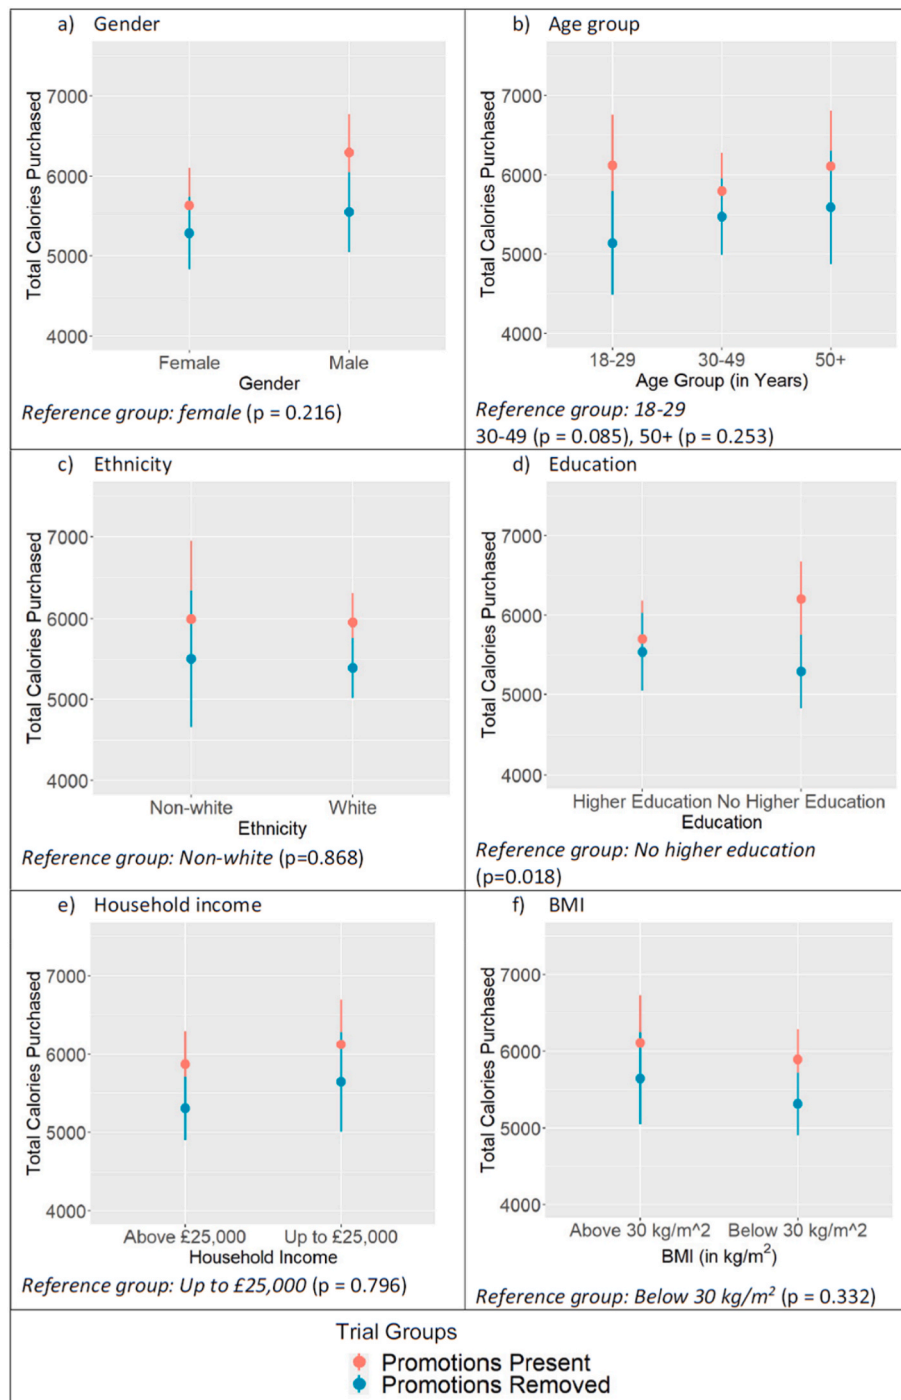 a) Gender
Total Calories Purchased
7000
6000
5000
4000
Female Male
Gender
Reference group: female (p = 0.216)
b) Age group
Total Calories Purchased
7000
6000
5000
4000
18-29 30-49 50+
Age Group (in Years)
Reference group: 18-29
30-49 (p = 0.085), 50+ (p = 0.253)
c) Ethnicity
Total Calories Purchased
7000
6000
5000
4000
Non-white White
Ethnicity
Reference group: Non-white (p=0.868)
d) Education
Total Calories Purchased
7000
6000
5000
4000
Higher Education No Higher Education
Education
Reference group: No higher education
(p=0.018)
e) Household income
Total Calories Purchased
7000
6000
5000
4000
Above £25,000 Up to £25,000
Household Income
Reference group: Up to £25,000 (p = 0.796)
f) BMI
Total Calories Purchased
7000
6000
5000
4000
Above 30 kg/m^2 Below 30 kg/m^2
BMI (in kg/m²)
Reference group: Below 30 kg/m² (p = 0.332)
Trial Groups
Promotions Present
Promotions Removed